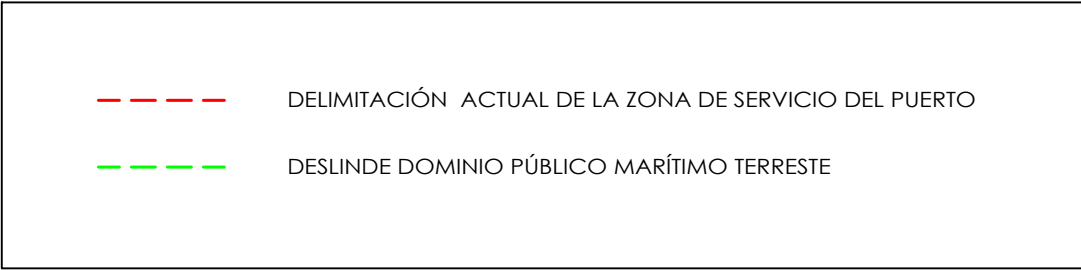 DELIMITACIÓN ACTUAL DE LA ZONA DE SERVICIO DEL PUERTO
DESLINDE DOMINIO PÚBLICO MARÍTIMO TERRESTE